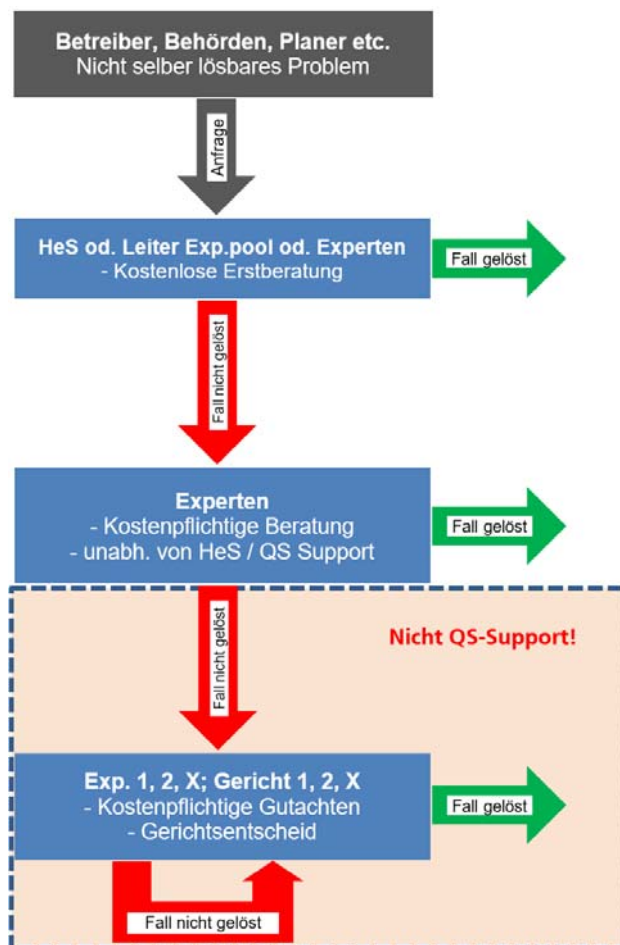 Betreiber, Behörden, Planer etc.
Nicht selber lösbares Problem
Anfrage
HeS od. Leiter Exp.pool od. Experten
- Kostenlose Erstberatung
Fall gelöst
Fall nicht gelöst
Experten
- Kostenpflichtige Beratung
- unabh. von HeS / QS Support
Fall gelöst
Fall nicht gelöst
Nicht QS-Support!
Exp. 1, 2, X; Gericht 1, 2, X
- Kostenpflichtige Gutachten
- Gerichtsentscheid
Fall gelöst
Fall nicht gelöst